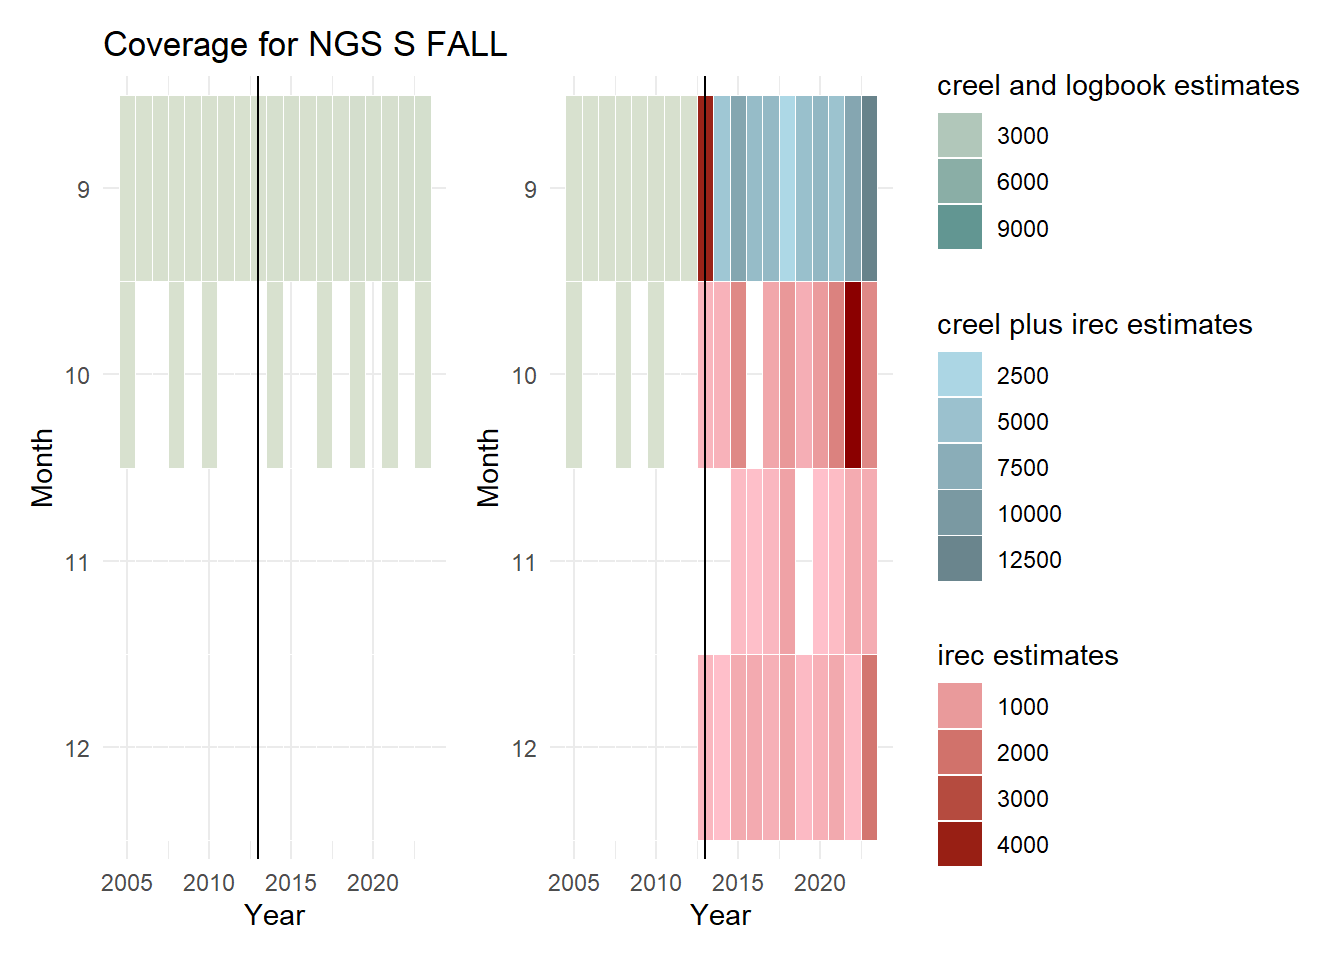 Coverage for NGS S FALL
Month
9
10
11
12
2005 2010 2015 2020
Year
Month
9
10
11
12
2005 2010 2015 2020
Year
creel and logbook estimates
3000
6000
9000
creel plus irec estimates
2500
5000
7500
10000
12500
irec estimates
1000
2000
3000
4000